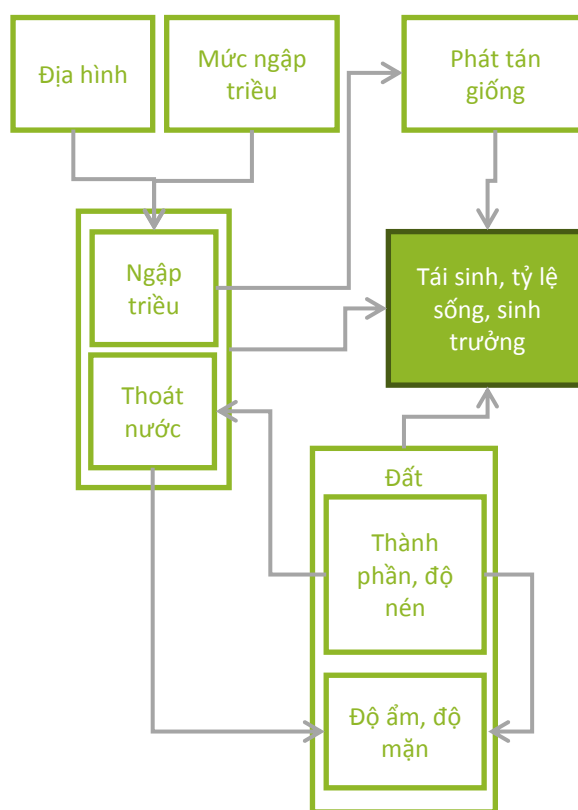 Địa hình
Mức ngập
triều
Phát tán
giống
Ngập
triều
Tái sinh, tỷ lệ
sống, sinh
trưởng
Thoát
nước
Đất
Thành
phần, độ
nén
Độ ẩm, độ
mặn